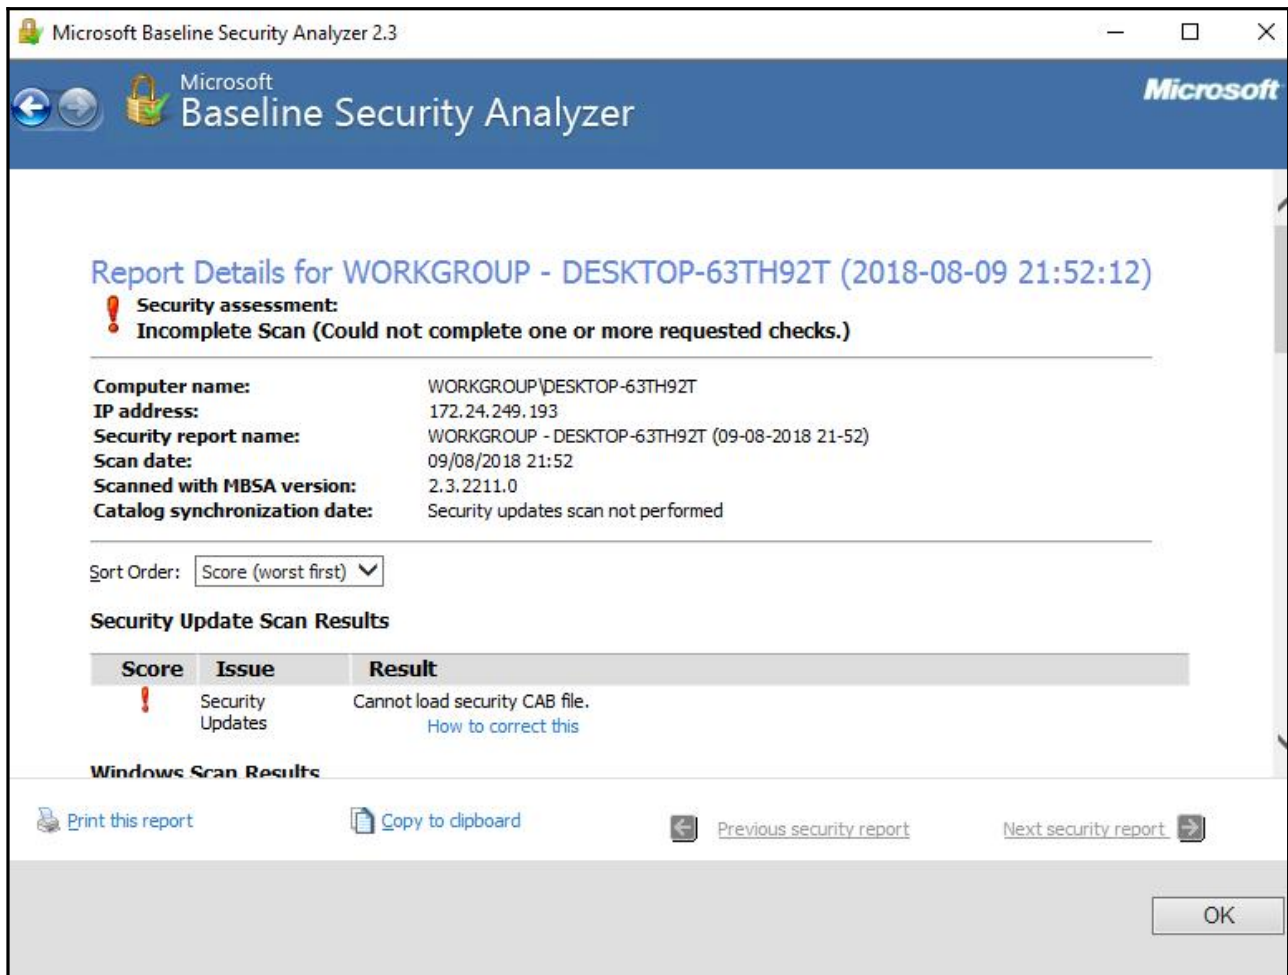 Microsoft Baseline Security Analyzer 2.3
Microsoft
Baseline Security Analyzer
Microsoft
Report Details for WORKGROUP - DESKTOP-63TH92T (2018-08-09 21:52:12)
Security assessment:
Incomplete Scan (Could not complete one or more requested checks.)
Computer name: WORKGROUP\DESKTOP-63TH92T
IP address: 172.24.249.193
Security report name: WORKGROUP - DESKTOP-63TH92T (09-08-2018 21-52)
Scan date: 09/08/2018 21:52
Scanned with MBSA version: 2.3.2211.0
Catalog synchronization date: Security updates scan not performed
Sort Order: Score (worst first)
Security Update Scan Results
Score Issue Result
Security Cannot load security CAB file.
Updates How to correct this
Windows Scan Results
Print this report Copy to clipboard Previous security report Next security report
OK